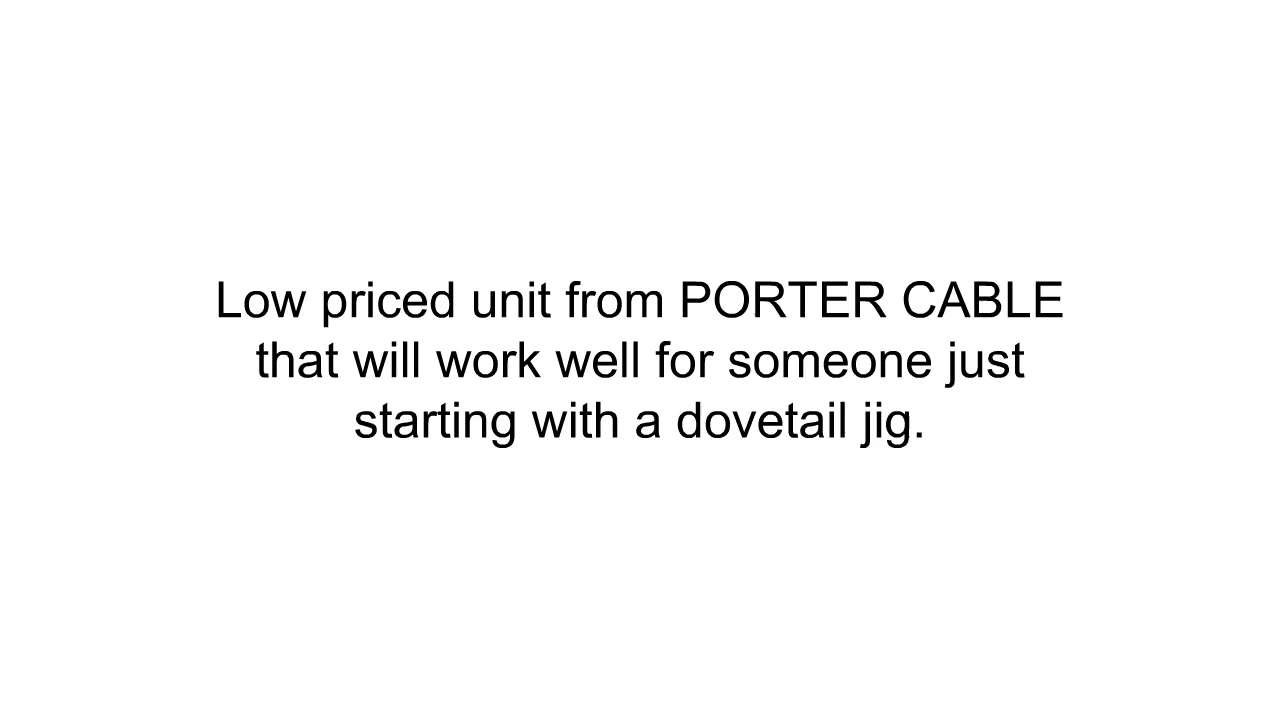 Low priced unit from PORTER CABLE
that will work well for someone just
starting with a dovetail jig.